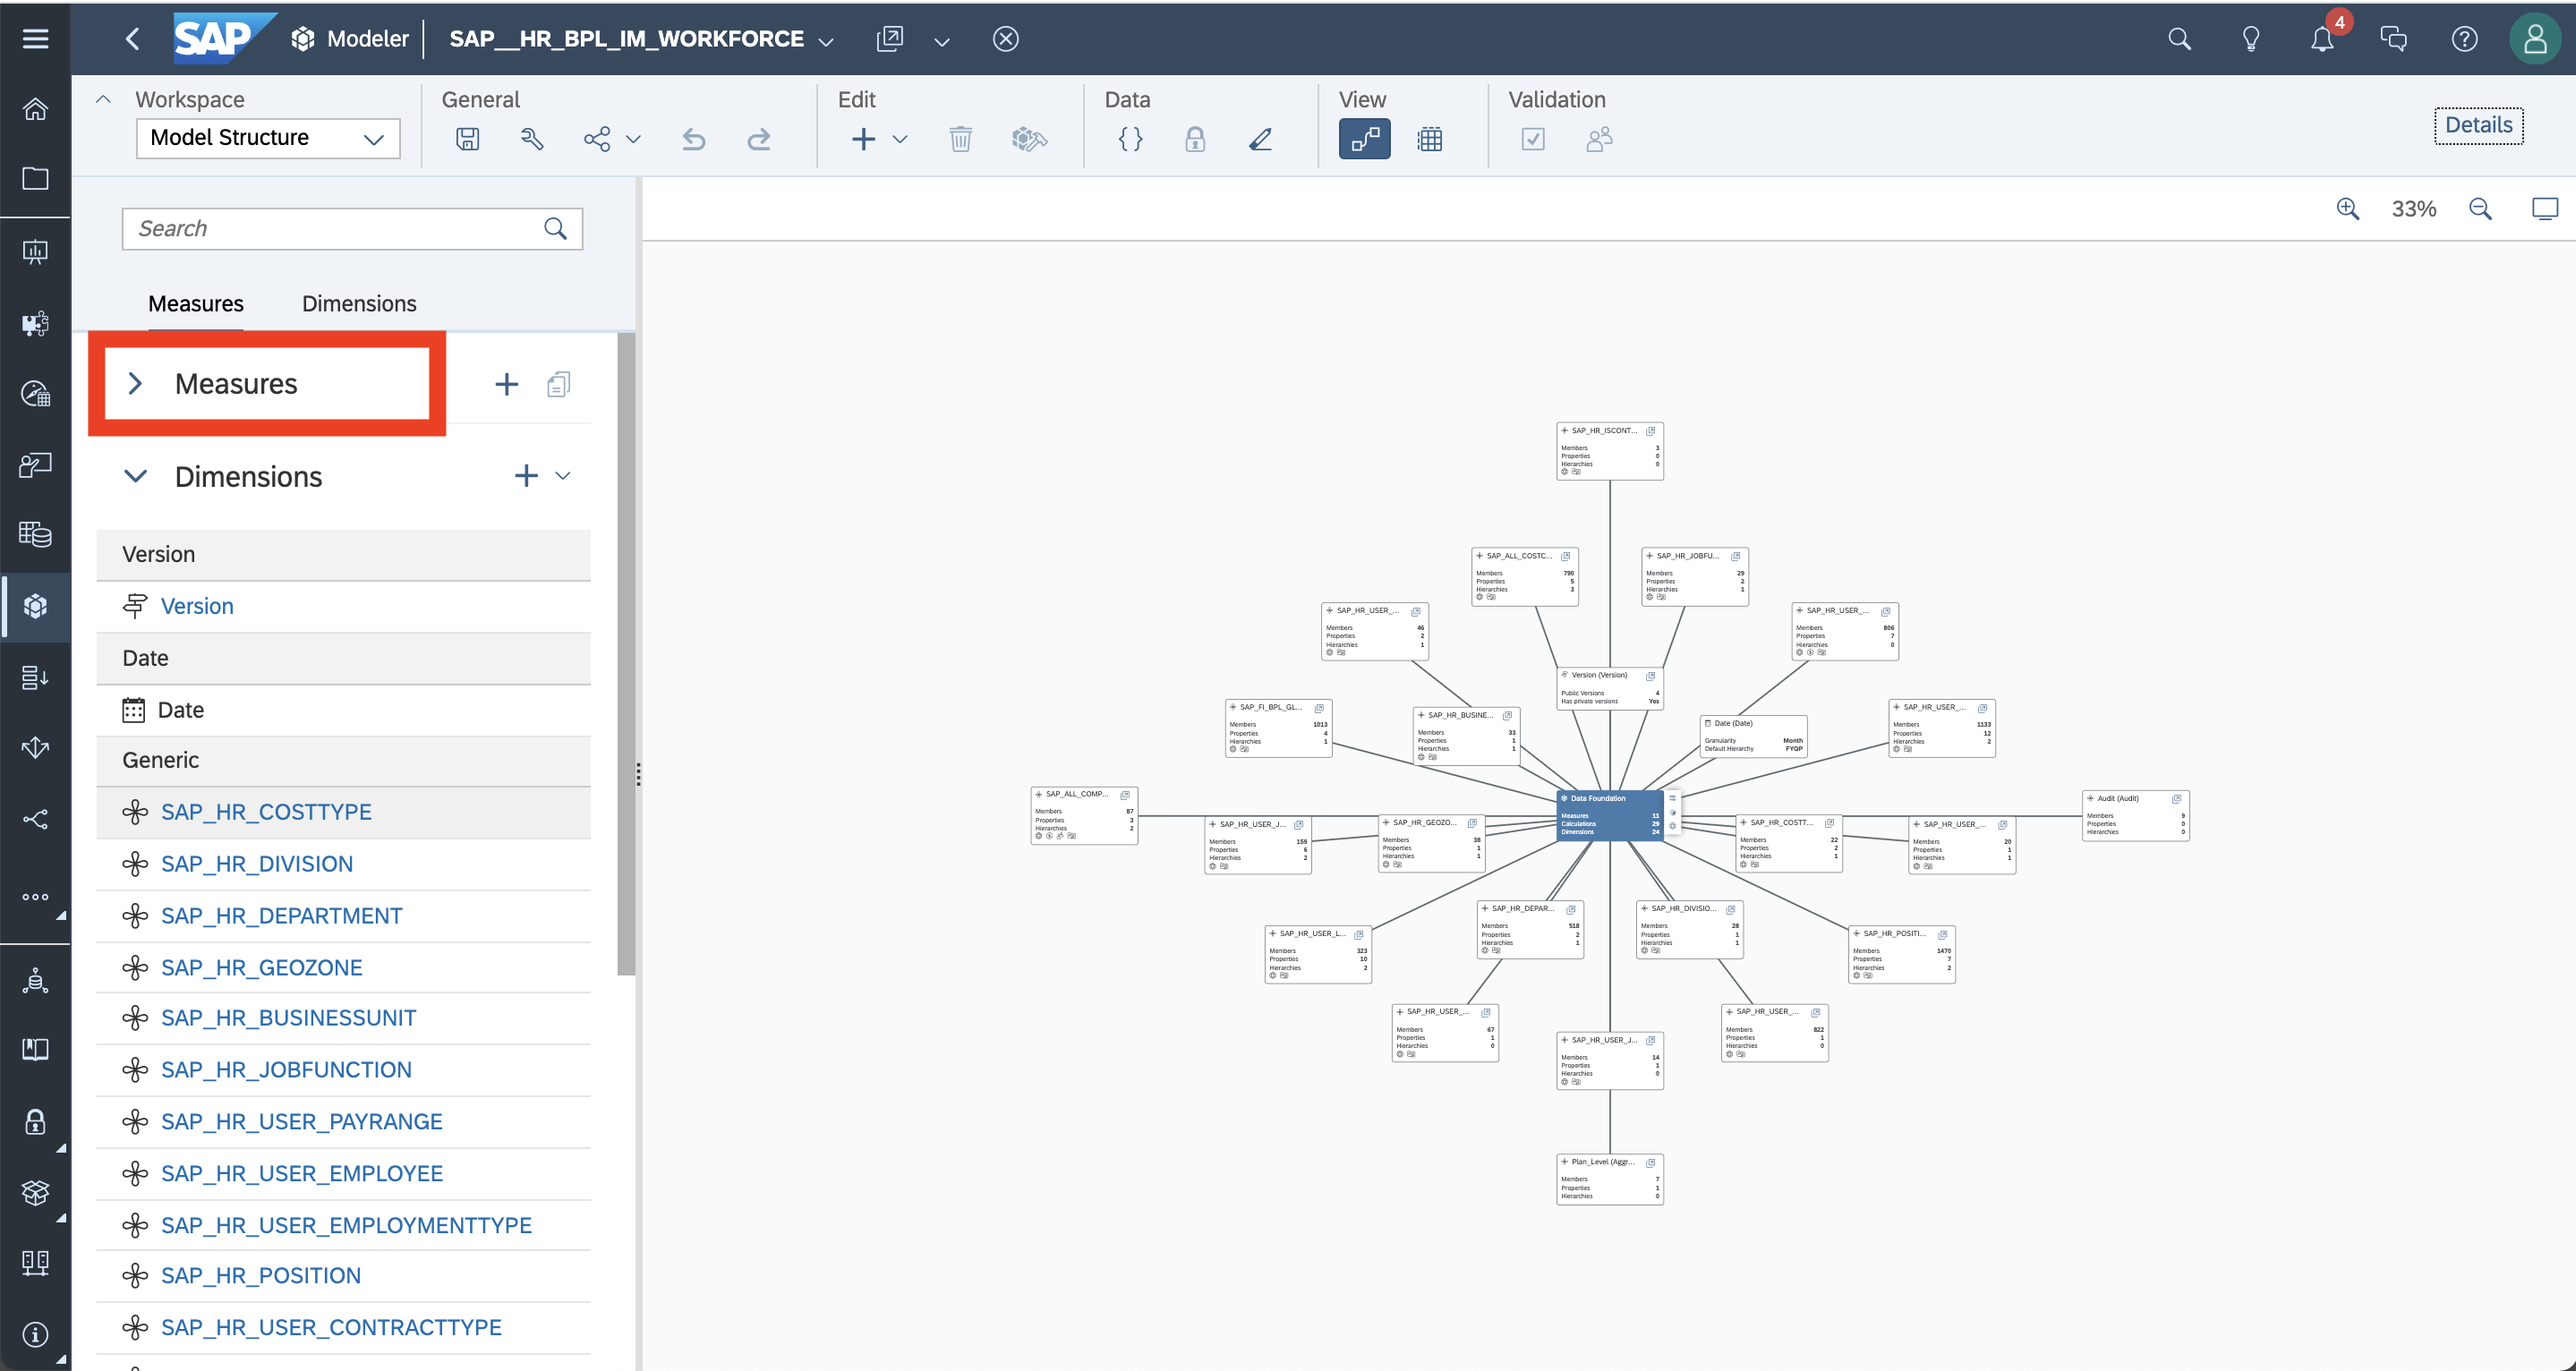 SAP Modeler SAP__HR_BPL_IM_WORKFORCE 4
Workspace General Edit Data View Validation
Model Structure
Details
Search
33%
Measures Dimensions
Measures
Dimensions
Version
Version
Date
Date
Generic
SAP_HR_COSTTYPE
SAP_HR_DIVISION
SAP_HR_DEPARTMENT
SAP_HR_GEOZONE
SAP_HR_BUSINESSUNIT
SAP_HR_JOBFUNCTION
SAP_HR_USER_PAYRANGE
SAP_HR_USER_EMPLOYEE
SAP_HR_USER_EMPLOYMENTTYPE
SAP_HR_POSITION
SAP_HR_USER_CONTRACTTYPE
SAP_HR_ISCONT...
Members 3
Properties 0
Hierarchies 0
SAP_ALL_COSTC...
Members 790
Properties 5
Hierarchies 3
SAP_HR_JOBFU...
Members 29
Properties 2
Hierarchies 1
SAP_HR_USER_...
Members 46
Properties 2
Hierarchies 1
SAP_HR_USER_...
Members 806
Properties 7
Hierarchies 0
Version (Version)
Public Versions 4
Has private versions Yes
SAP_FI_BPL_GL...
Members 1013
Properties 4
Hierarchies 1
SAP_HR_BUSINE...
Members 33
Properties 1
Hierarchies 1
Date (Date)
Granularity Month
Default Hierarchy FYQP
SAP_HR_USER_...
Members 1133
Properties 12
Hierarchies 2
SAP_ALL_COMP...
Members 87
Properties 3
Hierarchies 2
SAP_HR_USER_J...
Members 159
Properties 6
Hierarchies 2
SAP_HR_GEOZO...
Members 38
Properties 1
Hierarchies 1
Data Foundation
Measures 11
Calculations 29
Dimensions 24
SAP_HR_COSTT...
Members 22
Properties 2
Hierarchies 1
SAP_HR_USER_...
Members 20
Properties 1
Hierarchies 1
Audit (Audit)
Members 9
Properties 0
Hierarchies 0
SAP_HR_USER_L...
Members 323
Properties 10
Hierarchies 2
SAP_HR_DEPAR...
Members 518
Properties 2
Hierarchies 1
SAP_HR_DIVISIO...
Members 28
Properties 1
Hierarchies 1
SAP_HR_POSITI...
Members 1470
Properties 7
Hierarchies 2
SAP_HR_USER_...
Members 67
Properties 1
Hierarchies 0
SAP_HR_USER_J...
Members 14
Properties 1
Hierarchies 0
SAP_HR_USER_...
Members 822
Properties 1
Hierarchies 0
Plan_Level (Aggr...
Members 7
Properties 1
Hierarchies 0